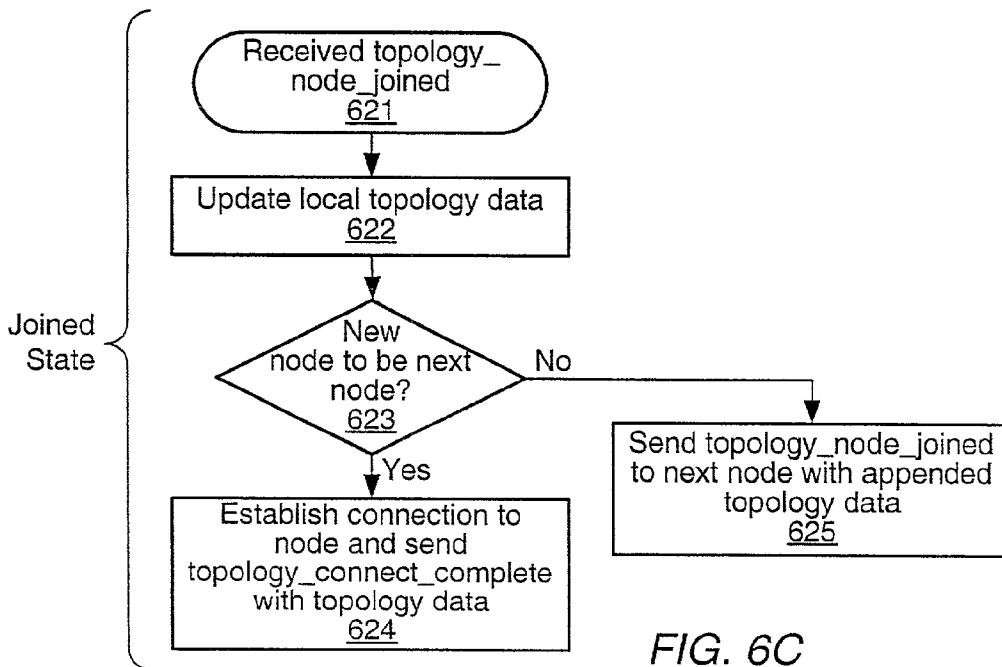 Received topology_
node_joined
621
Update local topology data
622
Joined
State
New
node to be next
node?
623
No
Yes
Send topology_node_joined
to next node with appended
topology data
625
Establish connection to
node and send
topology_connect_complete
with topology data
624
FIG. 6C